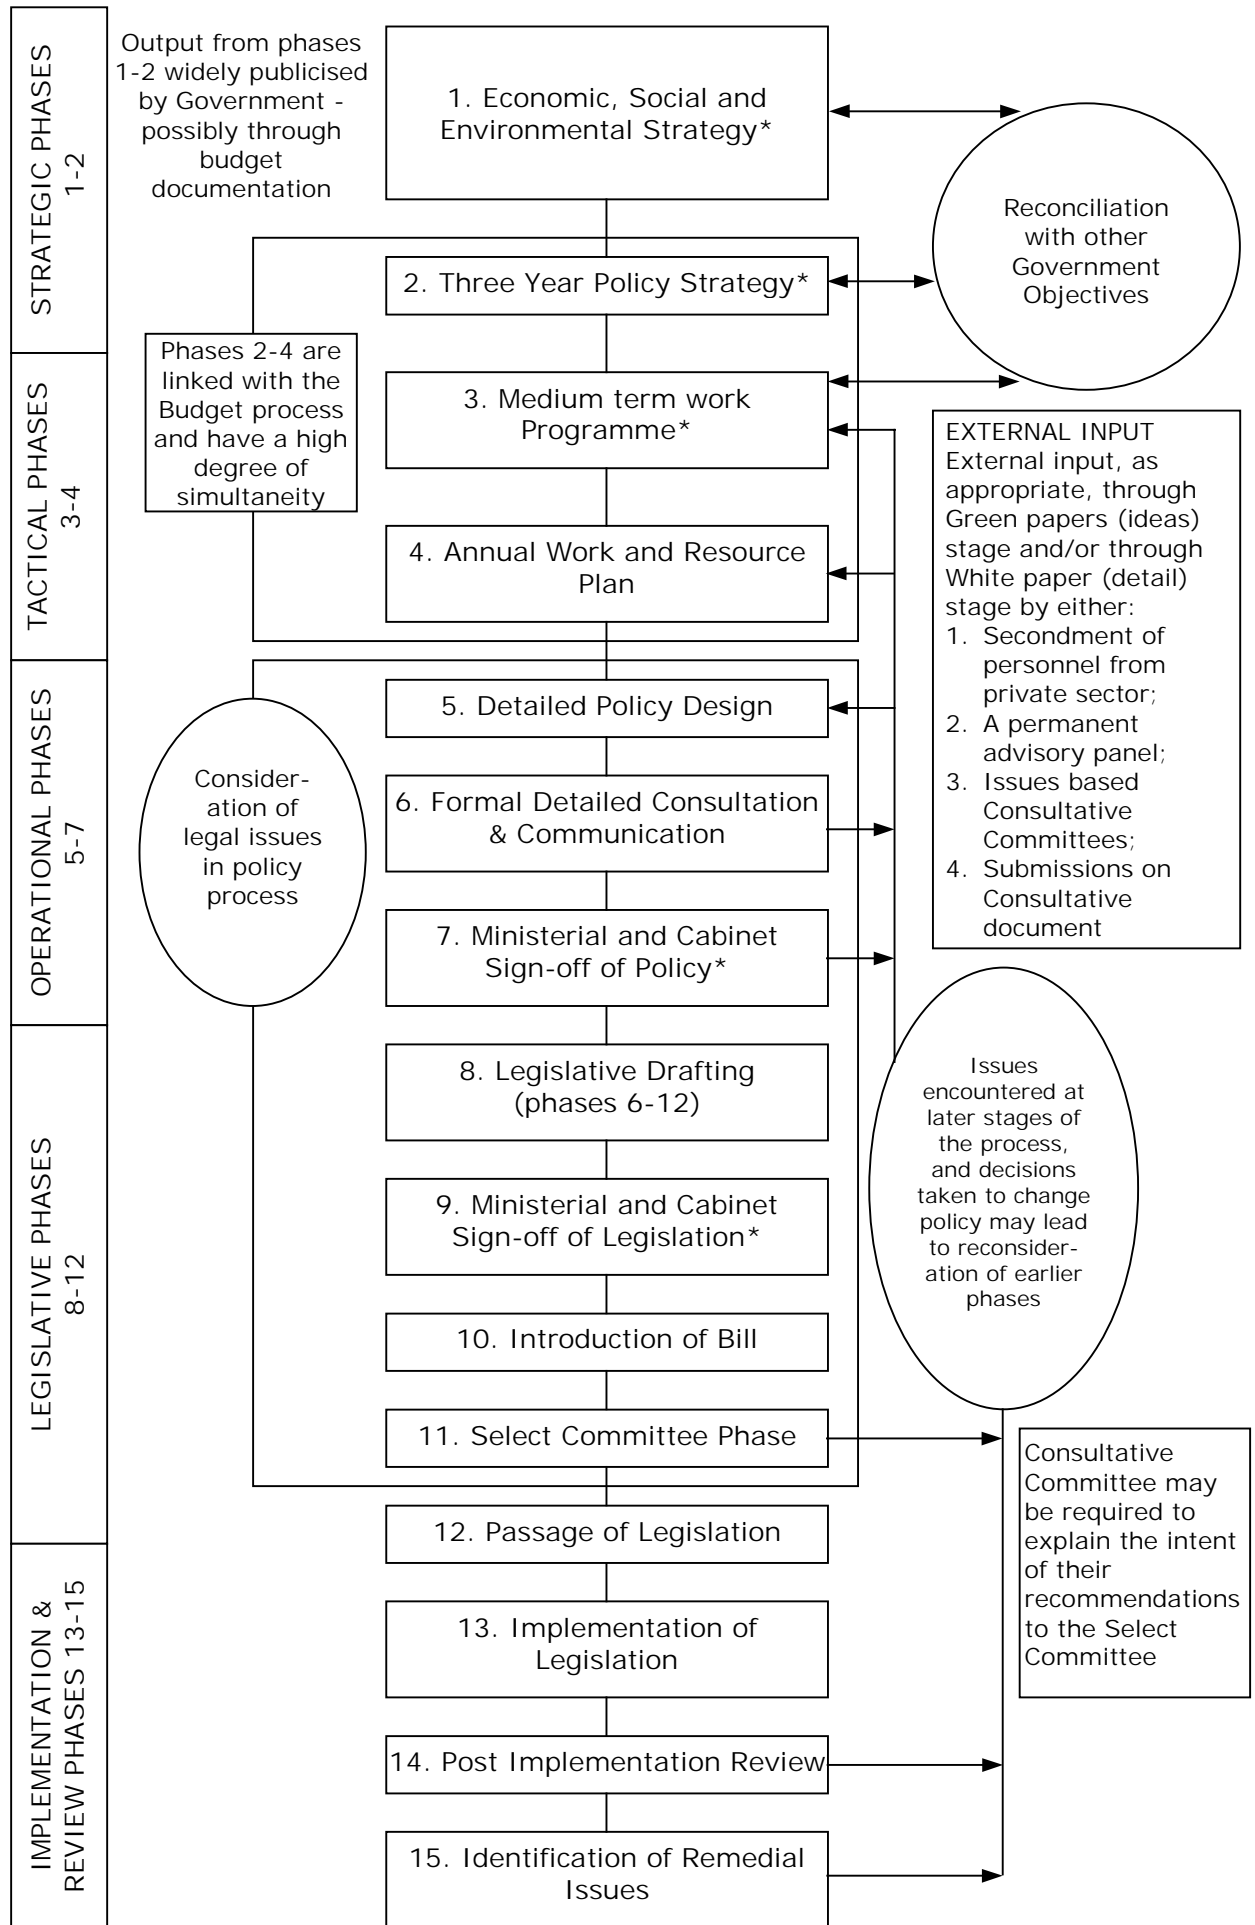 STRATEGIC PHASES
1-2
Output from phases
1-2 widely publicised
by Government -
possibly through
budget
documentation
1. Economic, Social and
Environmental Strategy*
Reconciliation
with other
Government
Objectives
2. Three Year Policy Strategy*
Phases 2-4 are
linked with the
Budget process
and have a high
degree of
simultaneity
TACTICAL PHASES
3-4
3. Medium term work
Programme*
4. Annual Work and Resource
Plan
EXTERNAL INPUT
External input, as
appropriate, through
Green papers (ideas)
stage and/or through
White paper (detail)
stage by either:
1. Secondment of
personnel from
private sector;
2. A permanent
advisory panel;
3. Issues based
Consultative
Committees;
4. Submissions on
Consultative
document
OPERATIONAL PHASES
5-7
Consider-
ation of
legal issues
in policy
process
5. Detailed Policy Design
6. Formal Detailed Consultation
& Communication
7. Ministerial and Cabinet
Sign-off of Policy*
LEGISLATIVE PHASES
8-12
8. Legislative Drafting
(phases 6-12)
9. Ministerial and Cabinet
Sign-off of Legislation*
10. Introduction of Bill
11. Select Committee Phase
12. Passage of Legislation
Issues
encountered at
later stages of
the process,
and decisions
taken to change
policy may lead
to reconsider-
ation of earlier
phases
Consultative
Committee may
be required to
explain the intent
of their
recommendations
to the Select
Committee
IMPLEMENTATION &
REVIEW PHASES 13-15
13. Implementation of
Legislation
14. Post Implementation Review
15. Identification of Remedial
Issues